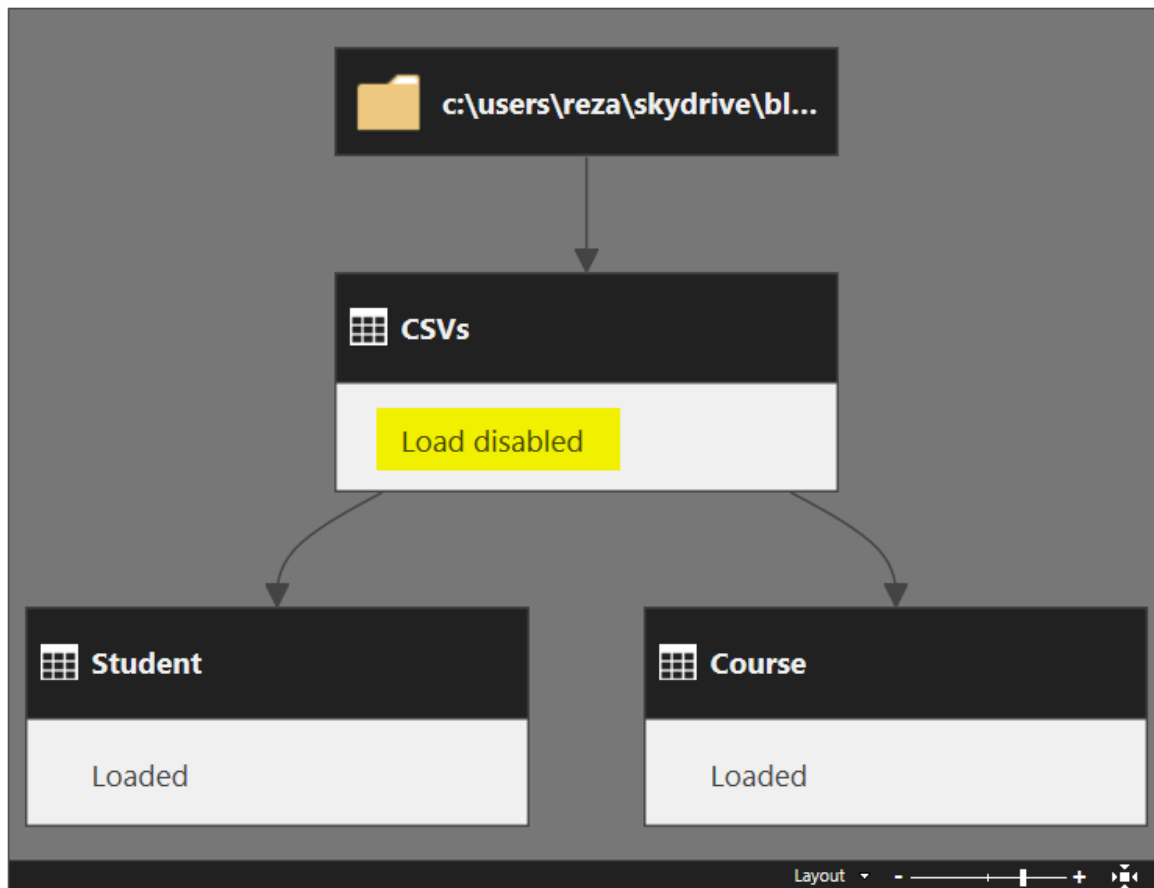 c:\users\reza\skydrive\bl...
CSVs
Load disabled
Student
Course
Loaded
Loaded
Layout